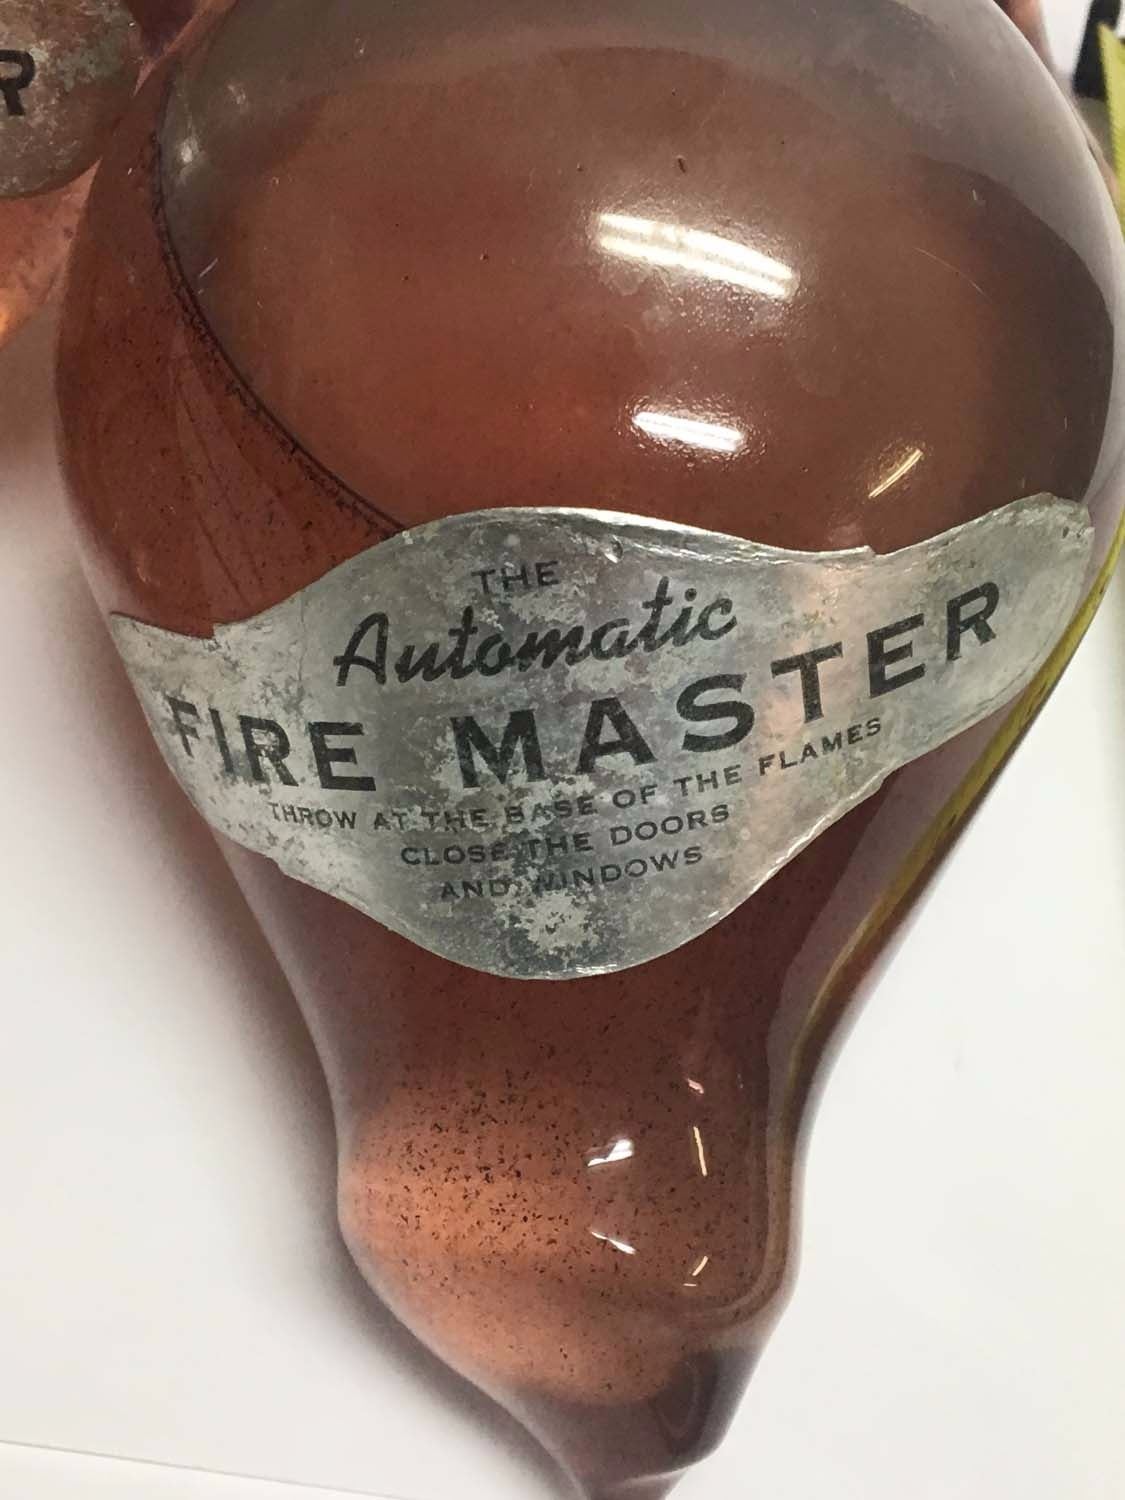 R
THE
Automatic
FIRE MASTER
THROW AT THE BASE OF THE FLAMES
CLOSE THE DOORS
AND WINDOWS